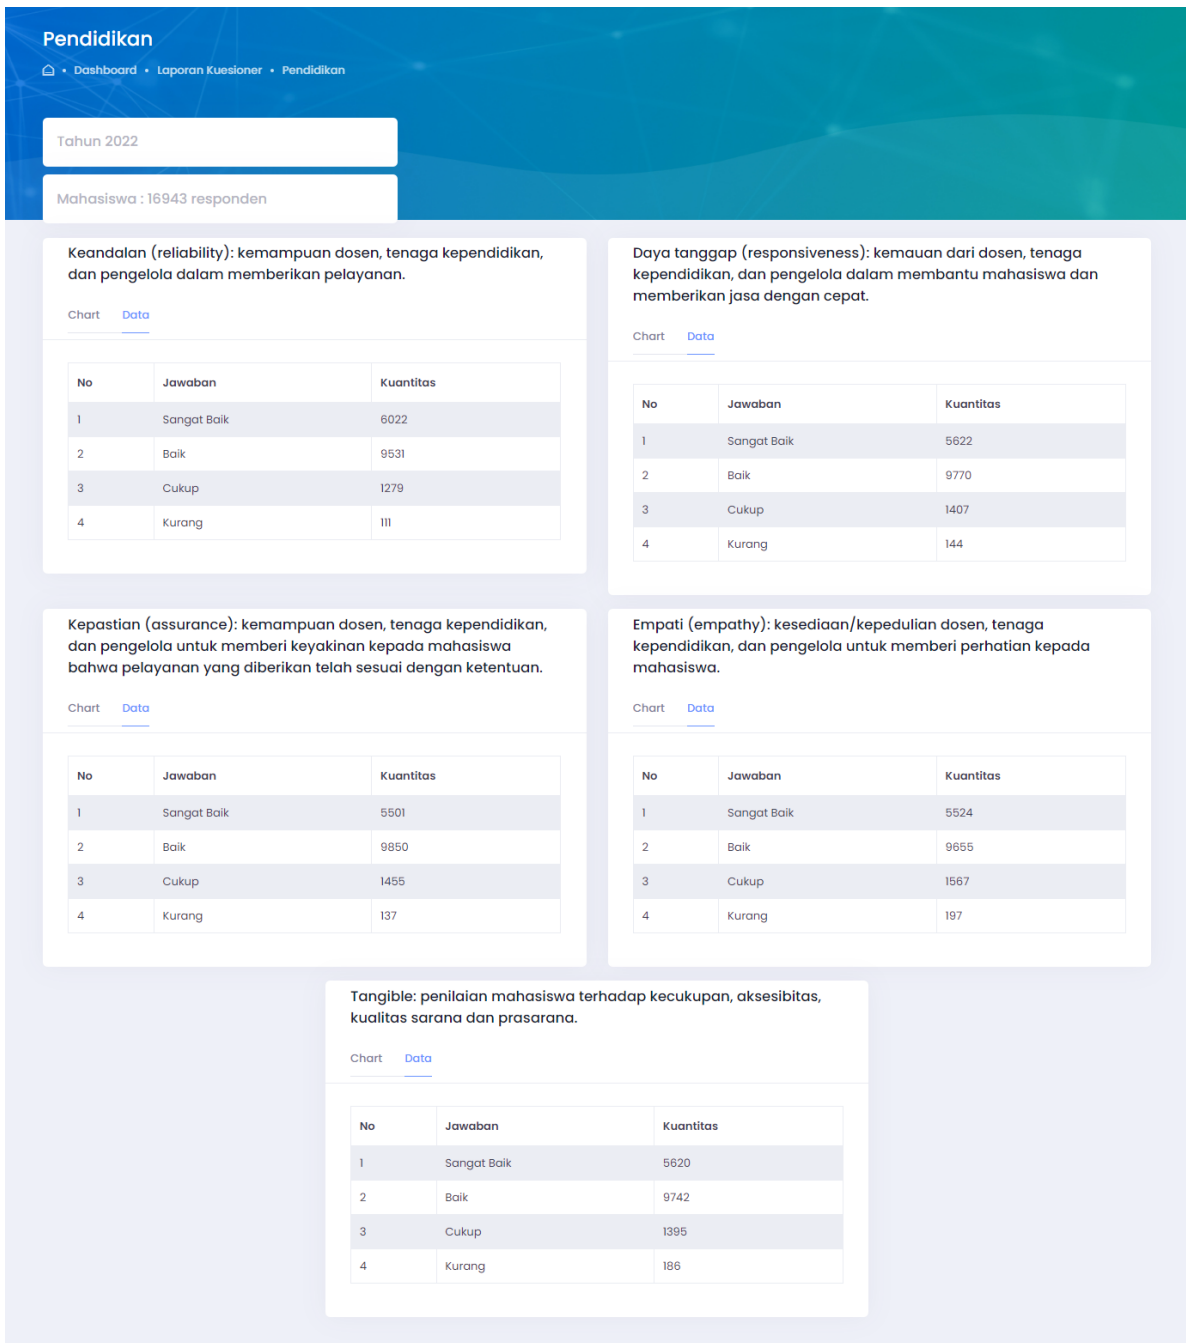 Pendidikan
• Dashboard • Laporan Kuesioner • Pendidikan
Tahun 2022
Mahasiswa : 16943 responden
Keandalan (reliability): kemampuan dosen, tenaga kependidikan,
dan pengelola dalam memberikan pelayanan.
Chart Data
No Jawaban Kuantitas
1 Sangat Baik 6022
2 Baik 9531
3 Cukup 1279
4 Kurang 111
Daya tanggap (responsiveness): kemauan dari dosen, tenaga
kependidikan, dan pengelola dalam membantu mahasiswa dan
memberikan jasa dengan cepat.
Chart Data
No Jawaban Kuantitas
1 Sangat Baik 5622
2 Baik 9770
3 Cukup 1407
4 Kurang 144
Kepastian (assurance): kemampuan dosen, tenaga kependidikan,
dan pengelola untuk memberi keyakinan kepada mahasiswa
bahwa pelayanan yang diberikan telah sesuai dengan ketentuan.
Chart Data
No Jawaban Kuantitas
1 Sangat Baik 5501
2 Baik 9850
3 Cukup 1455
4 Kurang 137
Empati (empathy): kesediaan/kepedulian dosen, tenaga
kependidikan, dan pengelola untuk memberi perhatian kepada
mahasiswa.
Chart Data
No Jawaban Kuantitas
1 Sangat Baik 5524
2 Baik 9655
3 Cukup 1567
4 Kurang 197
Tangible: penilaian mahasiswa terhadap kecukupan, aksesibitas,
kualitas sarana dan prasarana.
Chart Data
No Jawaban Kuantitas
1 Sangat Baik 5620
2 Baik 9742
3 Cukup 1395
4 Kurang 186